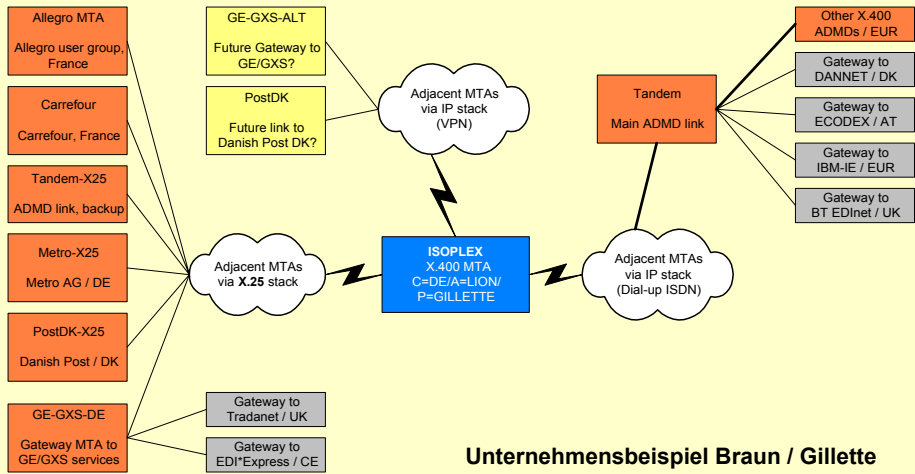 Allegro MTA
Allegro user group,
France
Carrefour
Carrefour, France
Tandem-X25
ADMD link, backup
Metro-X25
Metro AG / DE
PostDK-X25
Danish Post / DK
GE-GXS-DE
Gateway MTA to
GE/GXS services
GE-GXS-ALT
Future Gateway to
GE/GXS?
PostDK
Future link to
Danish Post DK?
Adjacent MTAs
via X.25 stack
Gateway to
Tradanet / UK
Gateway to
EDI*Express / CE
Adjacent MTAs
via IP stack
(VPN)
ISOPLEX
X.400 MTA
C=DE/A=LION/
P=GILLETTE
Adjacent MTAs
via IP stack
(Dial-up ISDN)
Tandem
Main ADMD link
Other X.400
ADMDs / EUR
Gateway to
DANNET / DK
Gateway to
ECODEX / AT
Gateway to
IBM-IE / EUR
Gateway to
BT EDInet / UK
Unternehmensbeispiel Braun / Gillette